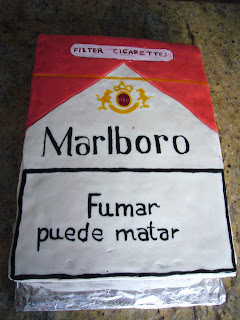 FILTER CIGARETTES
Marlboro
Fumar
puede matar